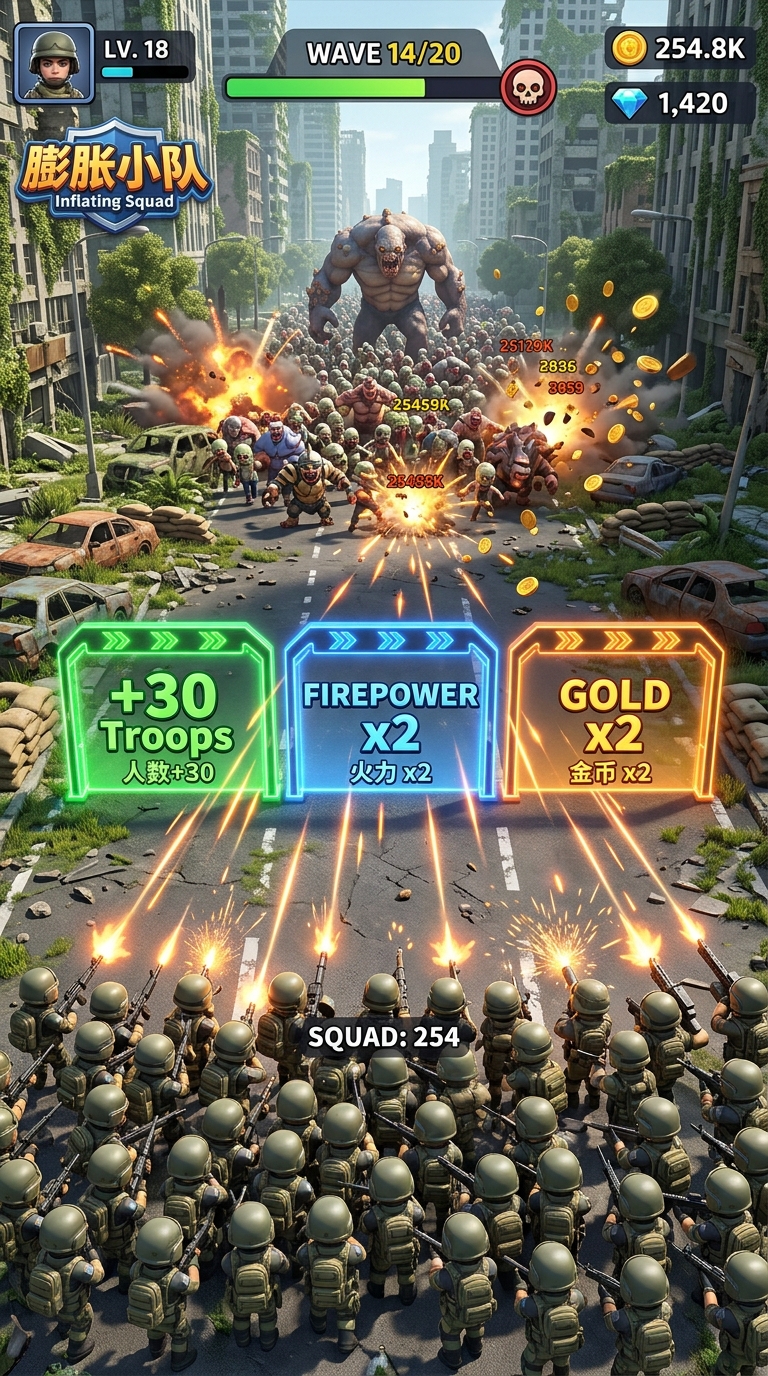 LV. 18
WAVE 14/20
254.8K
1,420
膨胀小队
Inflating Squad
25129K
2836
3859
25459K
+30
Troops
人数+30
FIREPOWER
x2
火力 x2
GOLD
x2
金币 x2
SQUAD: 254